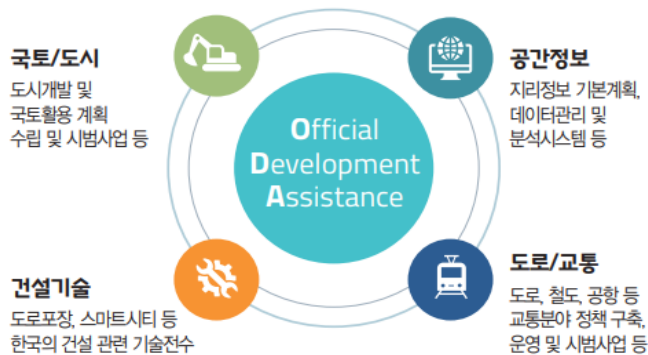 국토/도시
도시개발 및
국토활용 계획
수립 및 시범사업 등
공간정보
지리정보 기본계획,
데이터관리 및
분석시스템 등
Official
Development
Assistance
건설기술
도로포장, 스마트시티 등
한국의 건설 관련 기술전수
도로/교통
도로, 철도, 공항 등
교통분야 정책 구축,
운영 및 시범사업 등